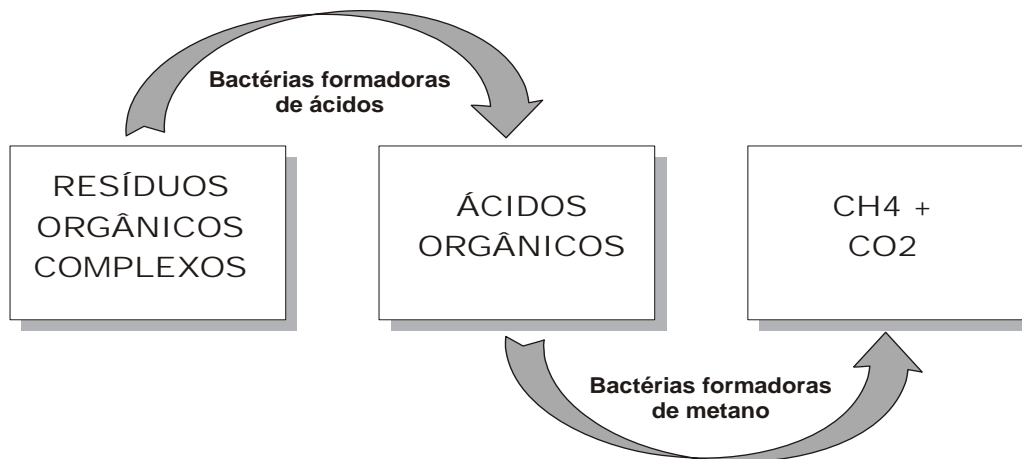 Bactérias formadoras
de ácidos
RESÍDUOS
ORGÂNICOS
COMPLEXOS
ÁCIDOS
ORGÂNICOS
CH4 +
CO2
Bactérias formadoras
de metano